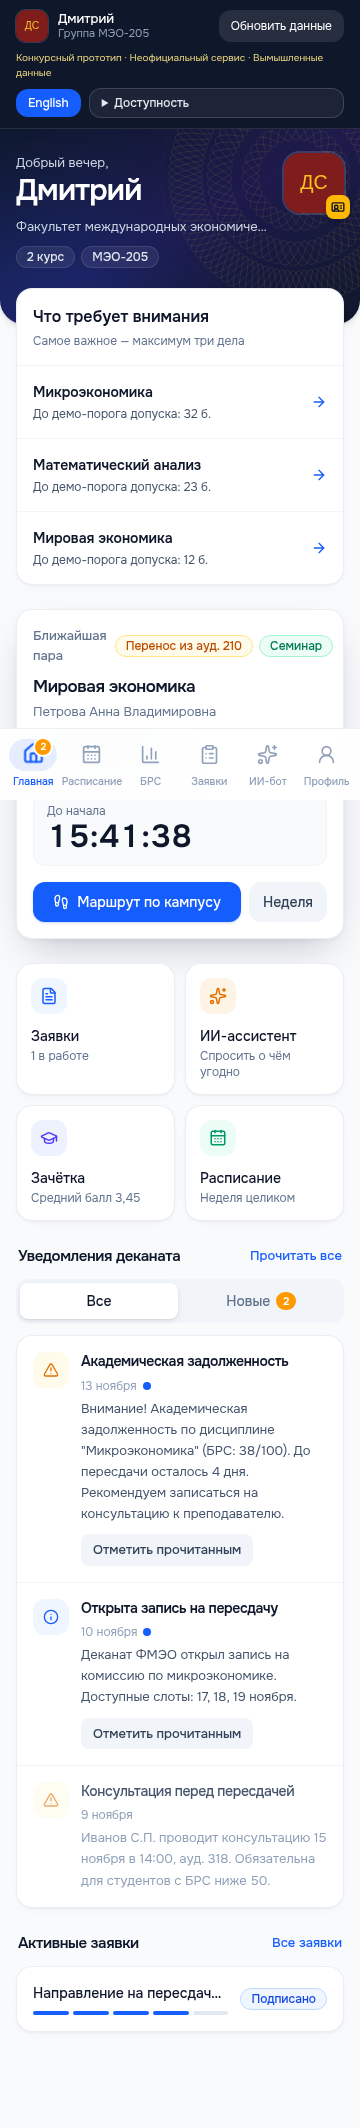 ДС
Дмитрий
Группа МЭО-205
Обновить данные
Конкурсный прототип · Неофициальный сервис · Вымышленные
данные
English
▶ Доступность
Добрый вечер,
Дмитрий
ДС
Факультет международных экономиче...
2 курс
МЭО-205
Что требует внимания
Самое важное — максимум три дела
Микроэкономика
До демо-порога допуска: 32 б.
Математический анализ
До демо-порога допуска: 23 б.
Мировая экономика
До демо-порога допуска: 12 б.
Ближайшая
пара
Перенос из ауд. 210
Семинар
Мировая экономика
Петрова Анна Владимировна
2
Главная
Расписание
БРС
Заявки
ИИ-бот
Профиль
До начала
15:41:38
Маршрут по кампусу
Неделя
Заявки
1 в работе
ИИ-ассистент
Спросить о чём
угодно
Зачётка
Средний балл 3,45
Расписание
Неделя целиком
Уведомления деканата
Прочитать все
Все
Новые 2
Академическая задолженность
13 ноября
Внимание! Академическая
задолженность по дисциплине
"Микроэкономика" (БРС: 38/100). До
пересдачи осталось 4 дня.
Рекомендуем записаться на
консультацию к преподавателю.
Отметить прочитанным
Открыта запись на пересдачу
10 ноября
Деканат ФМЭО открыл запись на
комиссию по микроэкономике.
Доступные слоты: 17, 18, 19 ноября.
Отметить прочитанным
Консультация перед пересдачей
9 ноября
Иванов С.П. проводит консультацию 15
ноября в 14:00, ауд. 318. Обязательна
для студентов с БРС ниже 50.
Активные заявки
Все заявки
Направление на пересдач...
Подписано